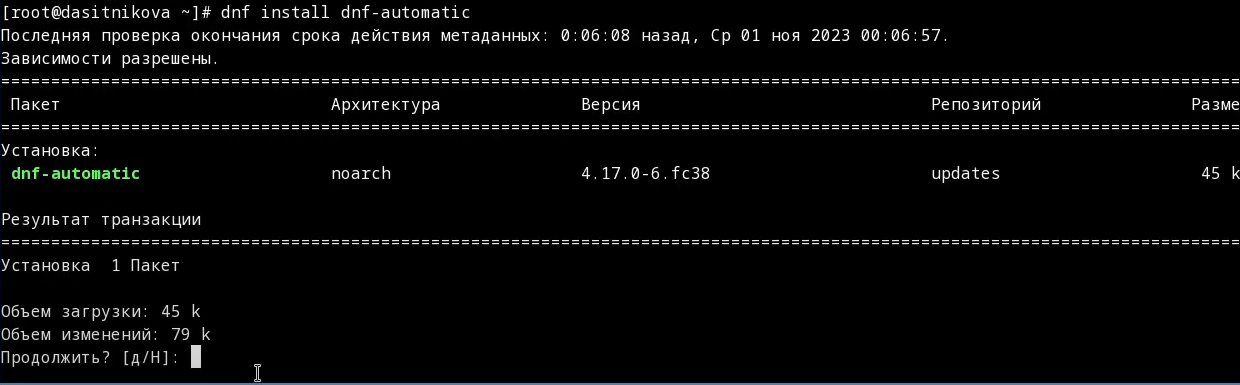 [root@dasitnikova ~]# dnf install dnf-automatic
Последняя проверка окончания срока действия метаданных: 0:06:08 назад, Ср 01 ноя 2023 00:06:57.
Зависимости разрешены.
================================================================================
Пакет Архитектура Версия Репозиторий Разме
================================================================================
Установка:
dnf-automatic noarch 4.17.0-6.fc38 updates 45 k
Результат транзакции
================================================================================
Установка 1 Пакет
Объем загрузки: 45 k
Объем изменений: 79 k
Продолжить? [д/Н]: